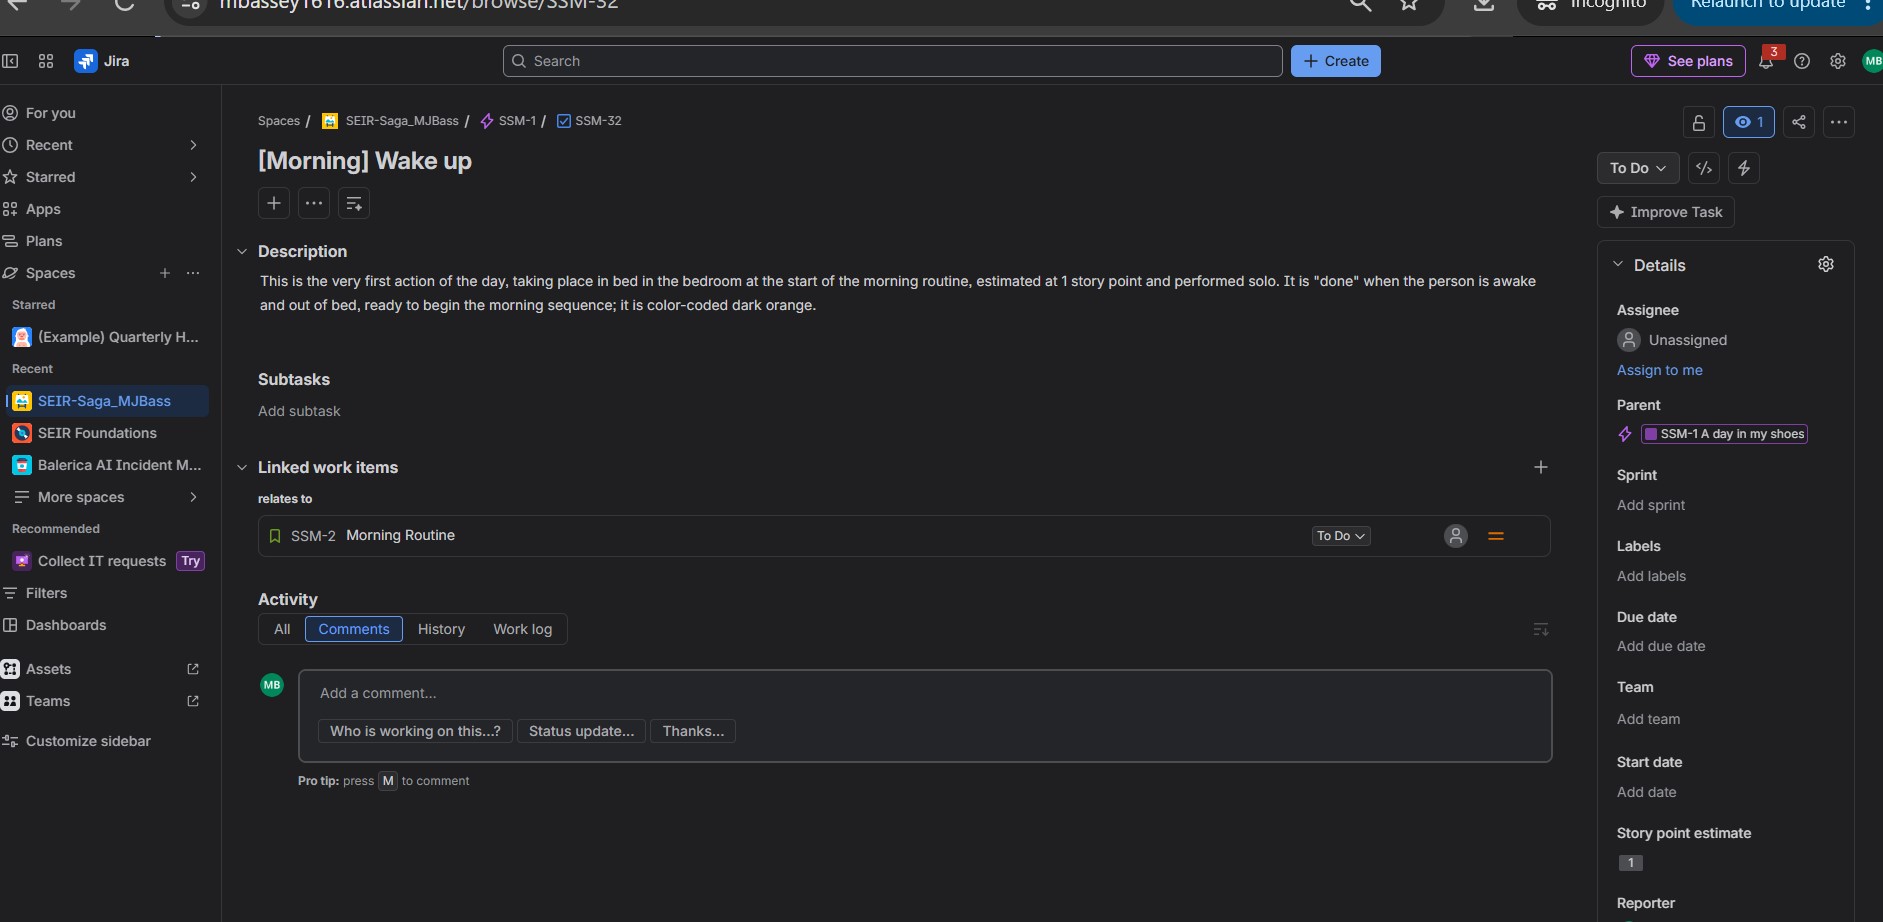 mbassey1616.atlassian.net/browse/SSM-32
Incognito
Relaunch to update
Jira
Search
Create
See plans
3
MB
For you
Recent
Starred
Apps
Plans
Spaces
Starred
(Example) Quarterly H...
Recent
SEIR-Saga_MJBass
SEIR Foundations
Balerica AI Incident M...
More spaces
Recommended
Collect IT requests Try
Filters
Dashboards
Assets
Teams
Customize sidebar
Spaces / SEIR-Saga_MJBass / SSM-1 / SSM-32
1
[Morning] Wake up
Description
This is the very first action of the day, taking place in bed in the bedroom at the start of the morning routine, estimated at 1 story point and performed solo. It is "done" when the person is awake
and out of bed, ready to begin the morning sequence; it is color-coded dark orange.
Subtasks
Add subtask
Linked work items
relates to
SSM-2 Morning Routine To Do
Activity
All Comments History Work log
MB
Add a comment...
Who is working on this...? Status update... Thanks...
Pro tip: press M to comment
To Do
Improve Task
Details
Assignee
Unassigned
Assign to me
Parent
SSM-1 A day in my shoes
Sprint
Add sprint
Labels
Add labels
Due date
Add due date
Team
Add team
Start date
Add date
Story point estimate
1
Reporter